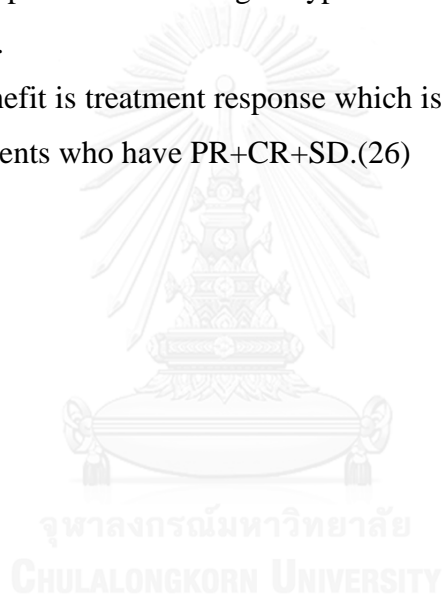 nefit is treatment response which is
ents who have PR+CR+SD.(26)
จุฬาลงกรณ์มหาวิทยาลัย
CHULALONGKORN UNIVERSITY